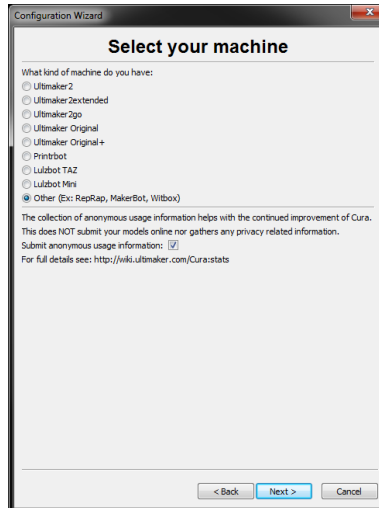 Configuration Wizard
Select your machine
What kind of machine do you have:
Ultimaker2
Ultimaker2extended
Ultimaker2go
Ultimaker Original
Ultimaker Original+
Printrbot
Lulzbot TAZ
Lulzbot Mini
Other (Ex: RepRap, MakerBot, Witbox)
The collection of anonymous usage information helps with the continued improvement of Cura.
This does NOT submit your models online nor gathers any privacy related information.
Submit anonymous usage information:
For full details see: http://wiki.ultimaker.com/Cura:stats
< Back Next > Cancel